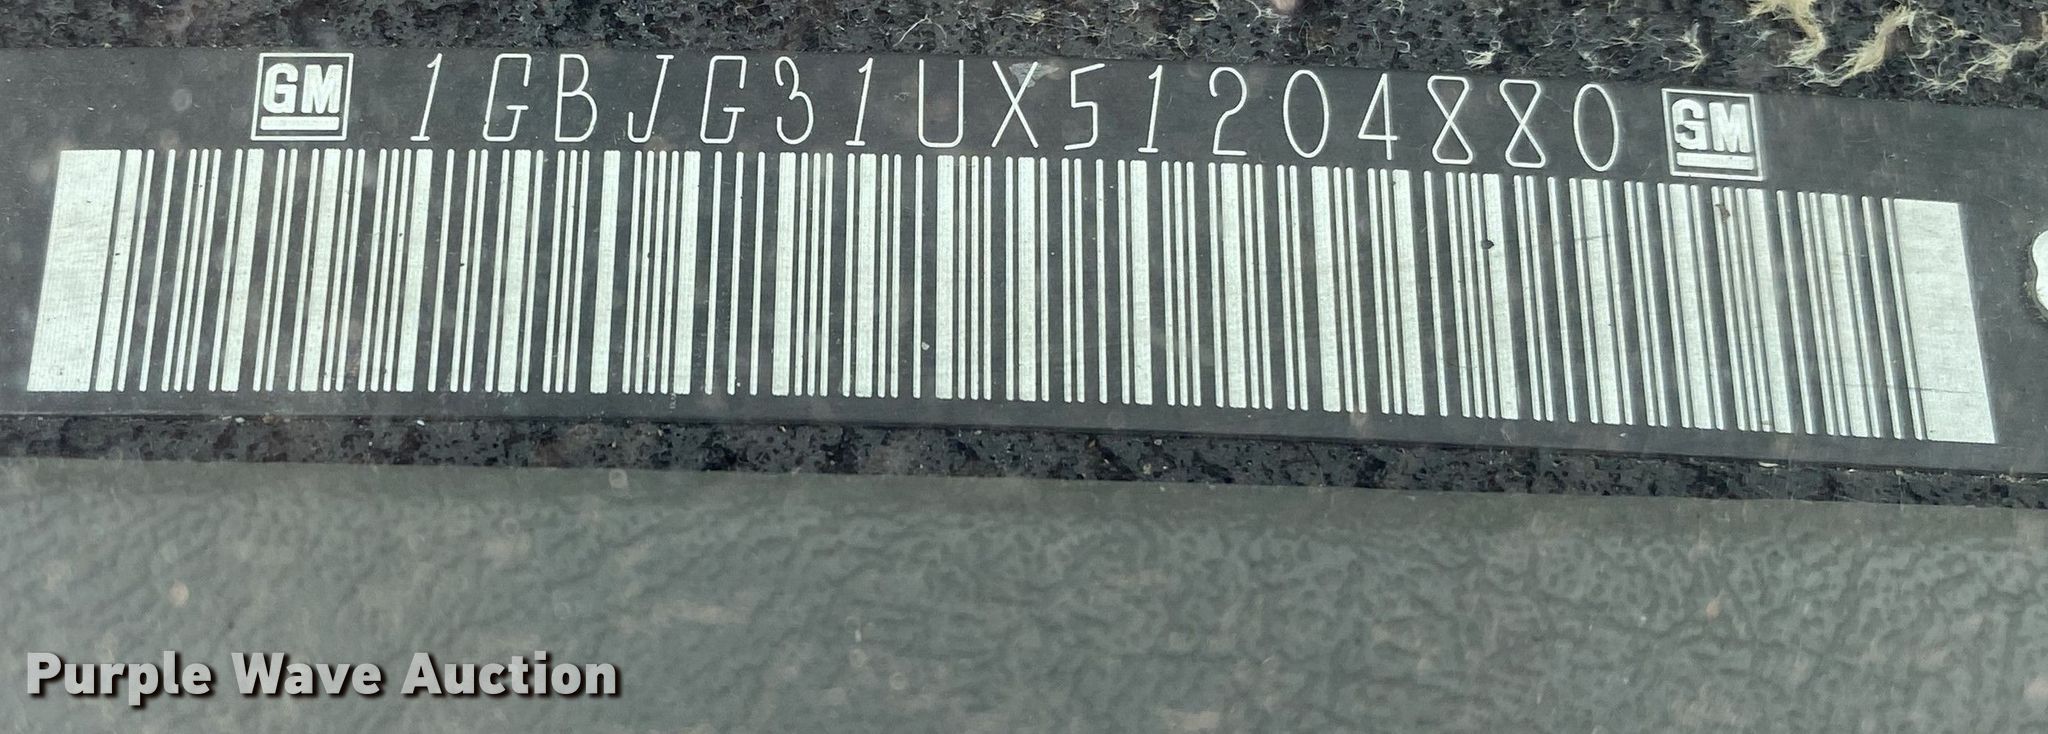 GM 1GBJG31UX51204880 GM
Purple Wave Auction